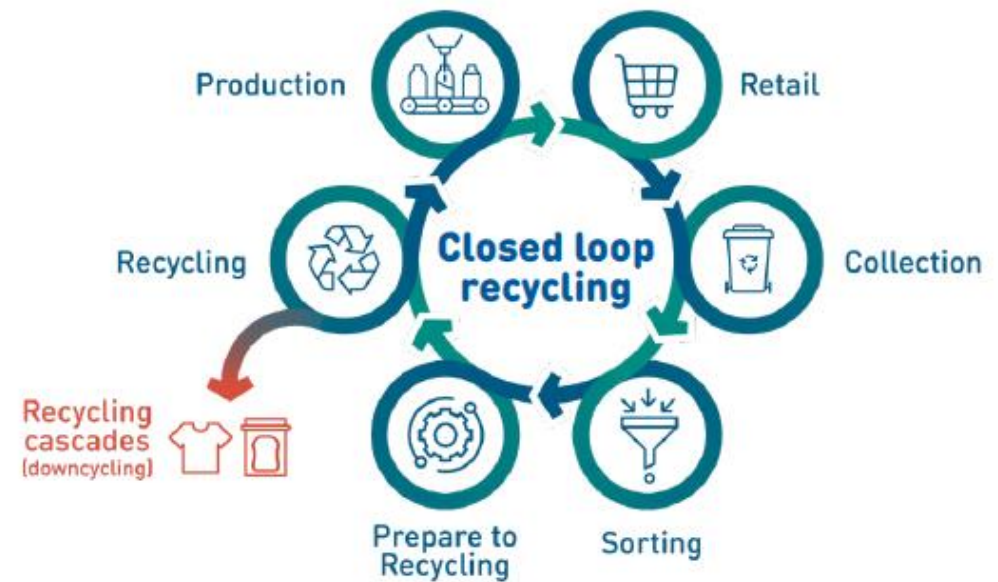 Production
Retail
Recycling
Closed loop
recycling
Collection
Recycling
cascades
(downcycling)
Prepare to
Recycling
Sorting